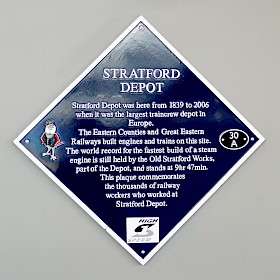 STRATFORD
DEPOT
Stratford Depot was here from 1839 to 2006
when it was the largest traincrew depot in
Europe.
The Eastern Counties and Great Eastern
Railways built engines and trains on this site.
The world record for the fastest build of a steam
engine is still held by the Old Stratford Works,
part of the Depot, and stands at 9hr 47min.
This plaque commemorates
the thousands of railway
workers who worked at
Stratford Depot.
30
A
HIGH
SPEED